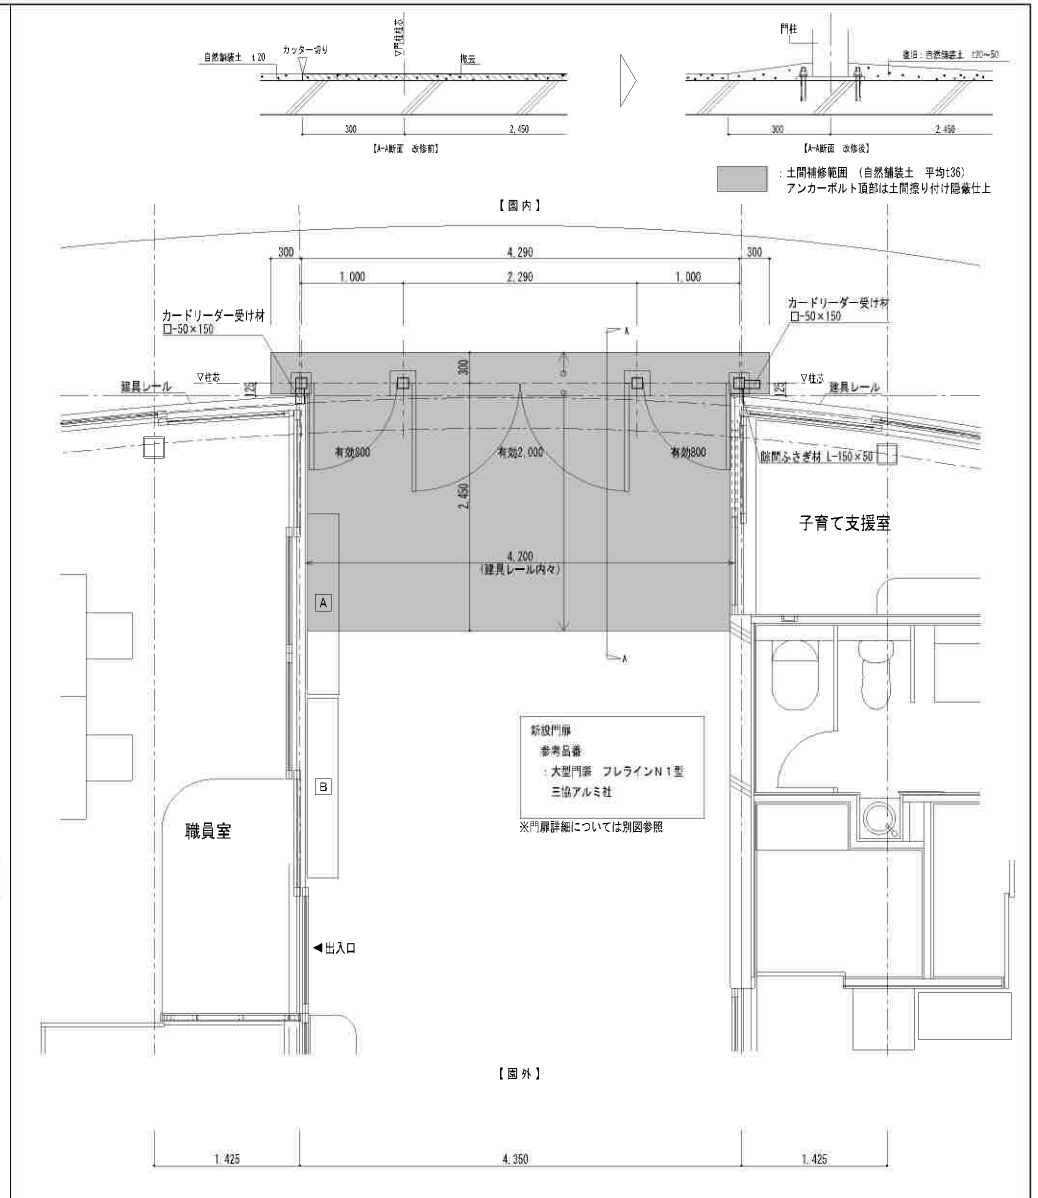 自然舗装土 t20
カッター切り
▽門柱柱芯
撤去
300
2,450
【A-A断面 改修前】
門柱
復旧：自然舗装土 t20～50
300
2,450
【A-A断面 改修後】
：土間補修範囲 （自然舗装土 平均t36）
アンカーボルト頂部は土間擦り付け隠蔽仕上
【園内】
300
4,290
300
1,000
2,290
1,000
カードリーダー受け材
□-50×150
カードリーダー受け材
□-50×150
A
300
▽柱芯
▽柱芯
125
125
建具レール
建具レール
有効800
有効2,000
有効800
隙間ふさぎ材 L-150×50
2,450
子育て支援室
4,200
（建具レール内々）
A
A
新設門扉
参考品番
：大型門扉 フレラインN1型
三協アルミ社
※門扉詳細については別図参照
B
職員室
◀出入口
【園外】
1,425
4,350
1,425